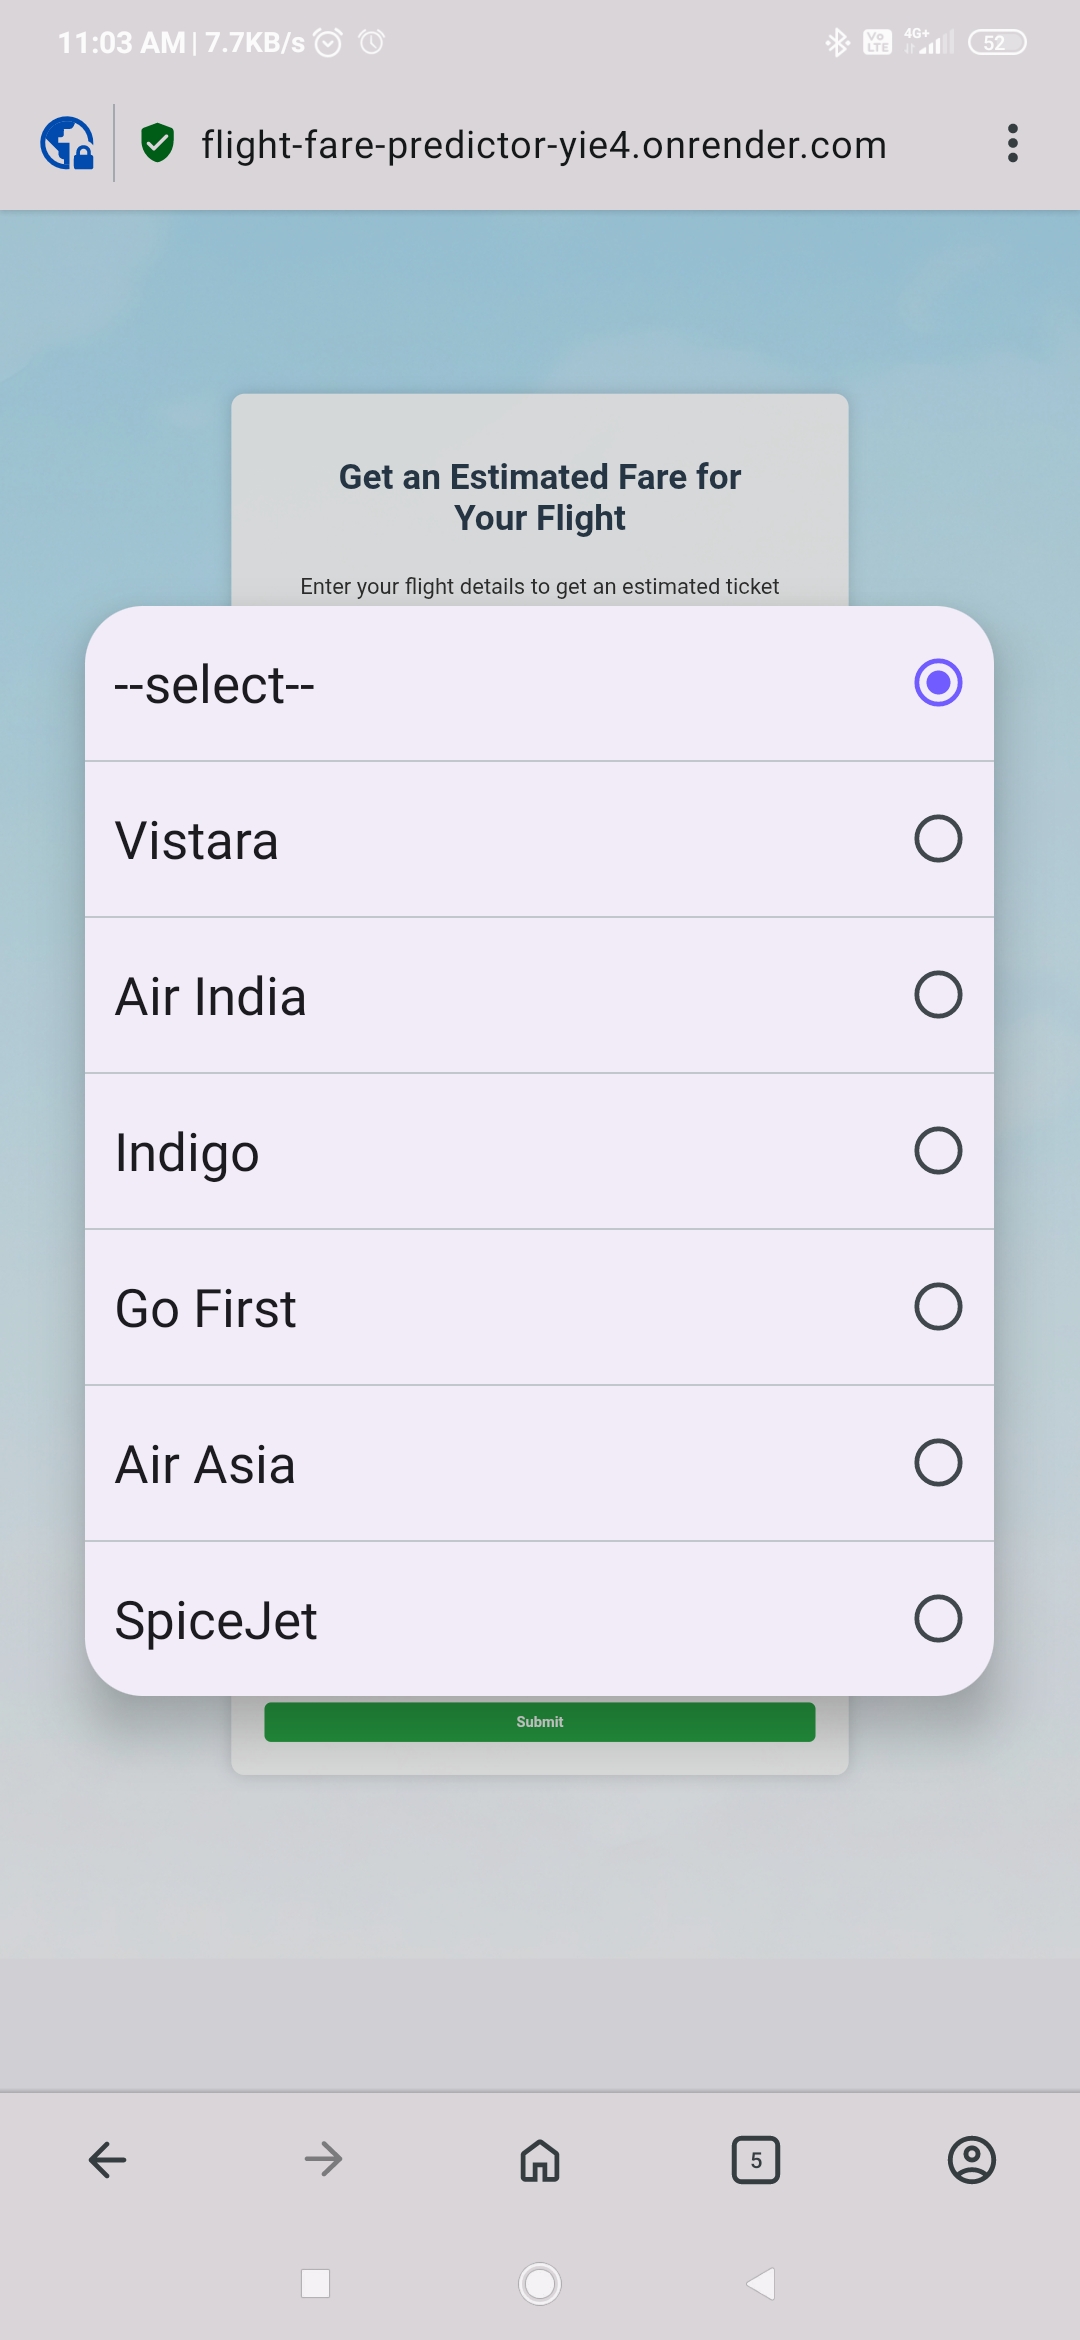 11:03 AM | 7.7KB/s
Vo LTE 4G+ 52
flight-fare-predictor-yie4.onrender.com
Get an Estimated Fare for
Your Flight
Enter your flight details to get an estimated ticket
--select--
Vistara
Air India
Indigo
Go First
Air Asia
SpiceJet
Submit
5